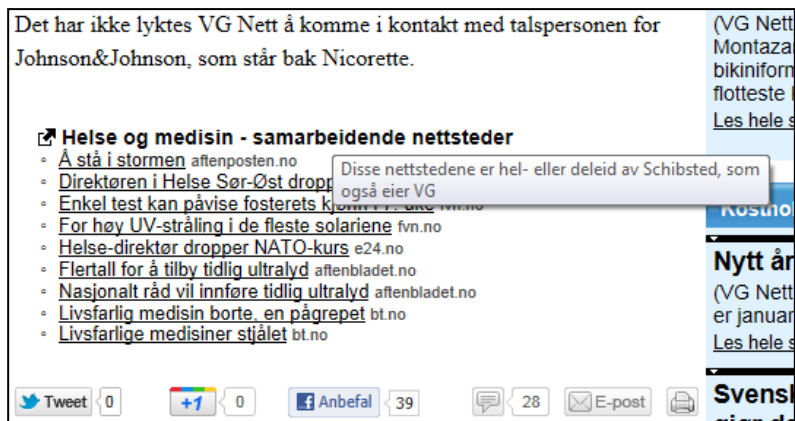 Det har ikke lyktes VG Nett å komme i kontakt med talspersonen for
Johnson&Johnson, som står bak Nicorette.
Helse og medisin - samarbeidende nettsteder
Å stå i stormen aftenposten.no
Direktøren i Helse Sør-Øst
Disse nettstedene er hel- eller deleid av Schibsted, som
også eier VG
Enkel test kan påvise fosterets
For høy UV-stråling i de fleste solariene fvn.no
Helse-direktør dropper NATO-kurs e24.no
Flertall for å tilby tidlig ultralyd aftenbladet.no
Nasjonalt råd vil innføre tidlig ultralyd aftenbladet.no
Livsfarlig medisin borte, en pågrepet bt.no
Livsfarlige medisiner stjålet bt.no
Tweet 0
+1 0
Anbefal 39
28
E-post
(VG Nett
flotteste
Les hele
Nytt år
(VG Nett
er januar
Les hele